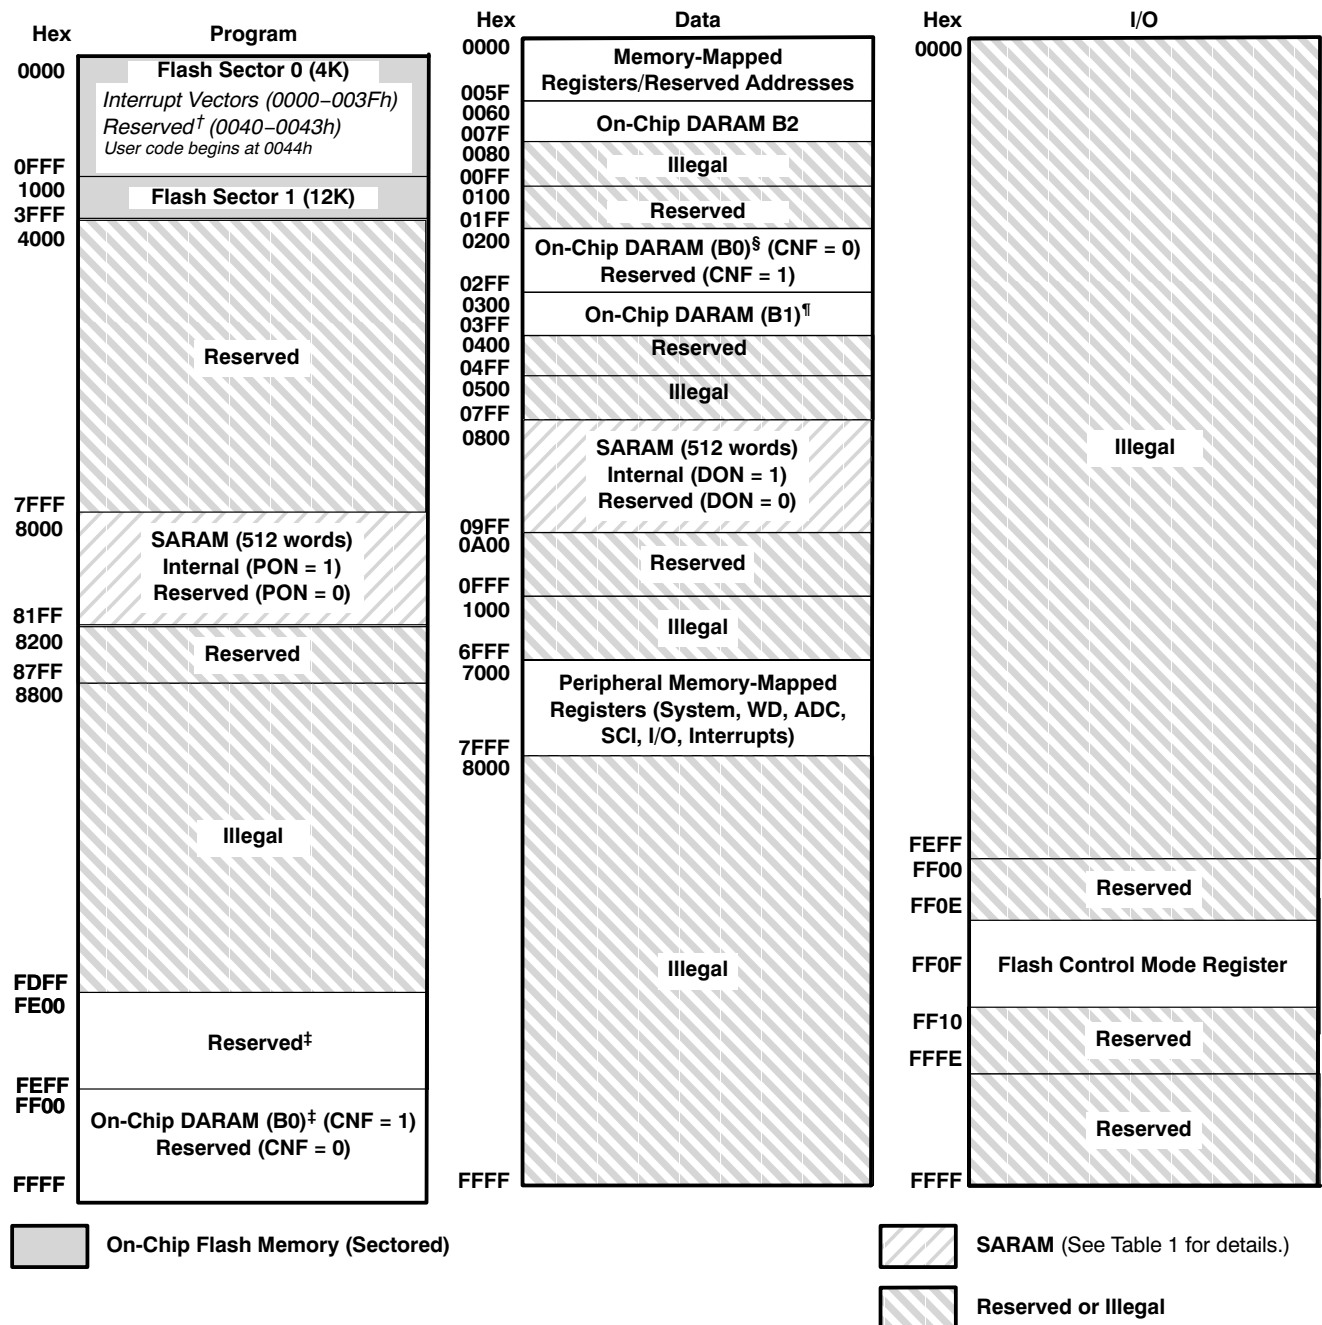 Hex Program
0000
Flash Sector 0 (4K)
Interrupt Vectors (0000–003Fh)
Reserved† (0040–0043h)
User code begins at 0044h
0FFF
1000
Flash Sector 1 (12K)
3FFF
4000
Reserved
7FFF
8000
SARAM (512 words)
Internal (PON = 1)
Reserved (PON = 0)
81FF
8200
Reserved
87FF
8800
Illegal
FDFF
FE00
Reserved‡
FEFF
FF00
On-Chip DARAM (B0)‡ (CNF = 1)
Reserved (CNF = 0)
FFFF
Hex Data
0000
Memory-Mapped
Registers/Reserved Addresses
005F
0060
On-Chip DARAM B2
007F
0080
Illegal
00FF
0100
Reserved
01FF
0200
On-Chip DARAM (B0)§ (CNF = 0)
Reserved (CNF = 1)
02FF
0300
On-Chip DARAM (B1)¶
03FF
0400
Reserved
04FF
0500
Illegal
07FF
0800
SARAM (512 words)
Internal (DON = 1)
Reserved (DON = 0)
09FF
0A00
Reserved
0FFF
1000
Illegal
6FFF
7000
Peripheral Memory-Mapped
Registers (System, WD, ADC,
SCI, I/O, Interrupts)
7FFF
8000
Illegal
FFFF
Hex I/O
0000
Illegal
FEFF
FF00
Reserved
FF0E
FF0F Flash Control Mode Register
FF10
Reserved
FFFE
Reserved
FFFF
On-Chip Flash Memory (Sectored)
SARAM (See Table 1 for details.)
Reserved or Illegal